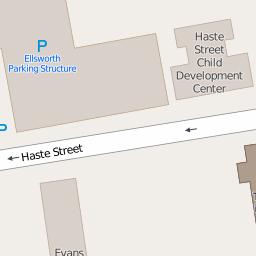 P
Ellsworth
Parking Structure
Haste
Street
Child
Development
Center
P
Haste Street
Evans